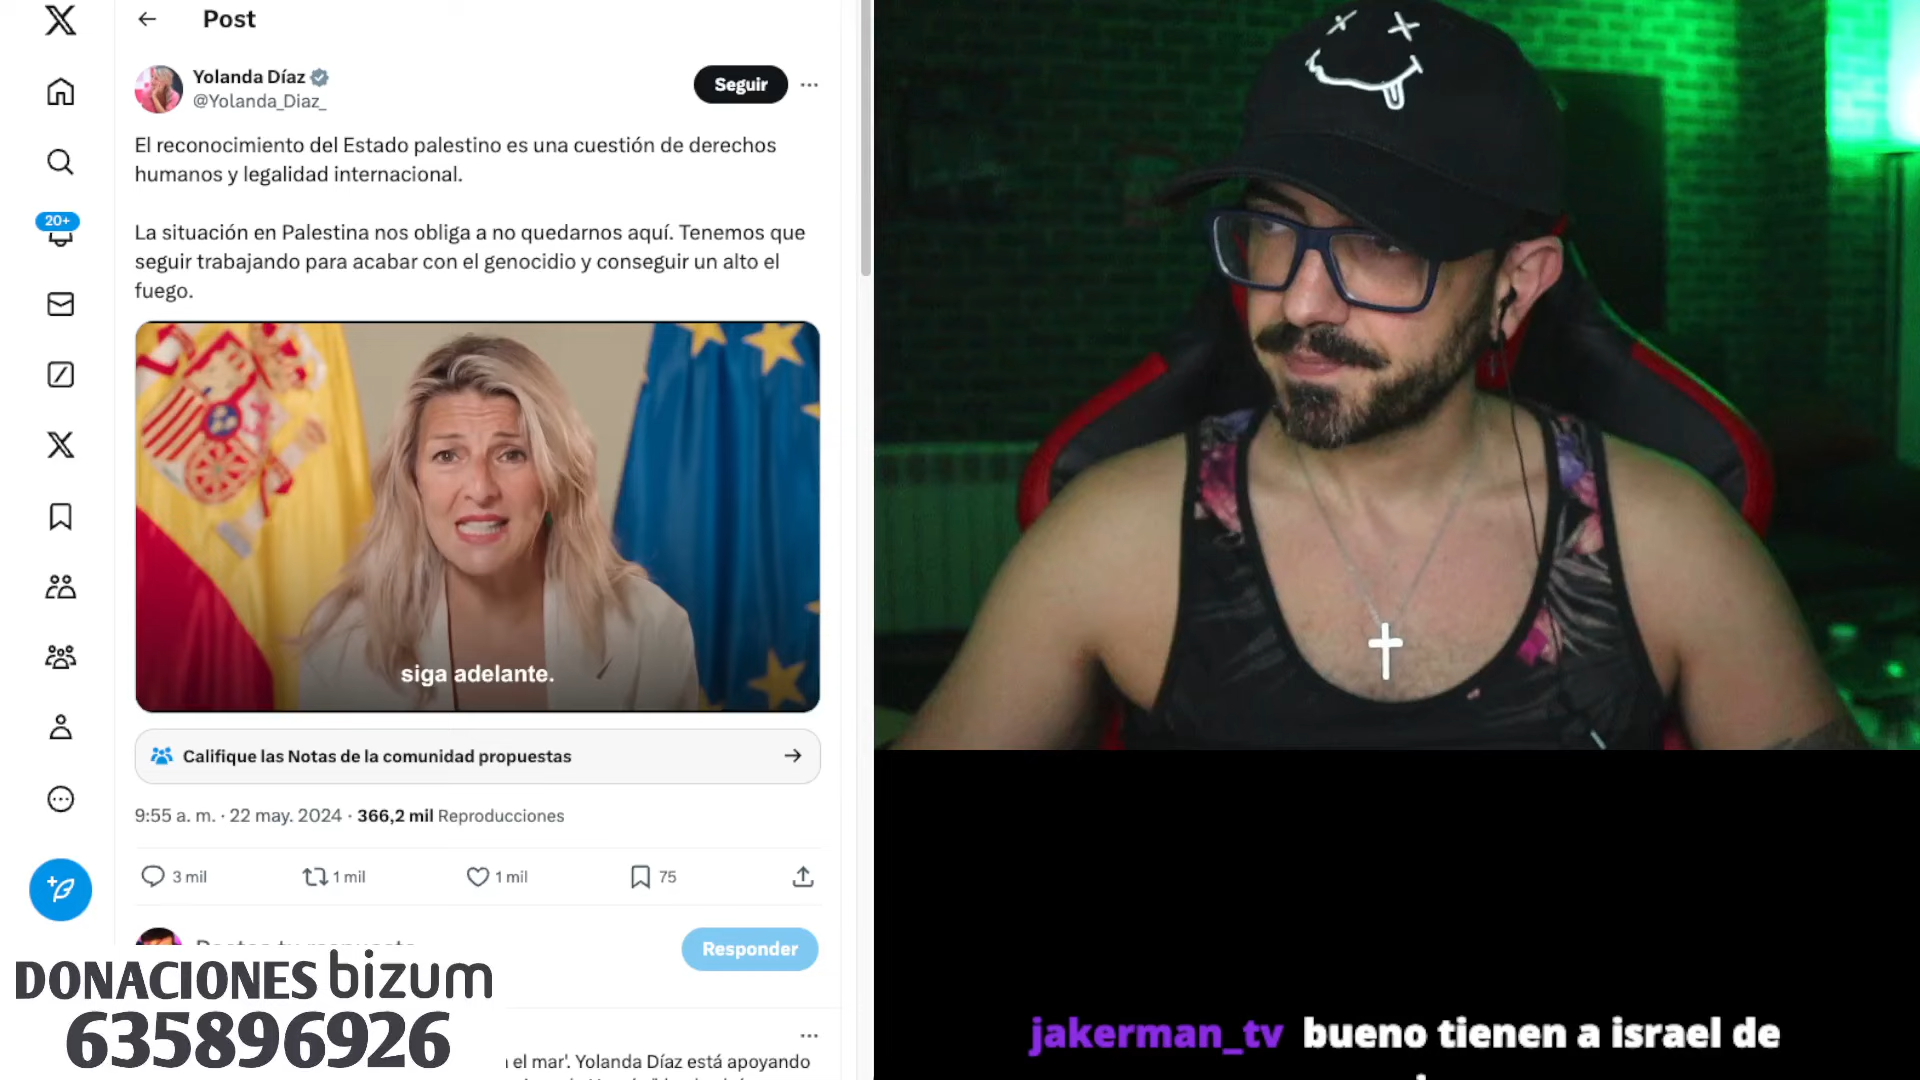 Post
Yolanda Díaz
@Yolanda_Diaz_
Seguir
El reconocimiento del Estado palestino es una cuestión de derechos
humanos y legalidad internacional.
La situación en Palestina nos obliga a no quedarnos aquí. Tenemos que
seguir trabajando para acabar con el genocidio y conseguir un alto el
fuego.
20+
siga adelante.
Califique las Notas de la comunidad propuestas
9:55 a. m. · 22 may. 2024 · 366,2 mil Reproducciones
3 mil
1 mil
1 mil
75
Responder
DONACIONES bizum
635896926
el mar'. Yolanda Díaz está apoyando
jakerman_tv bueno tienen a israel de